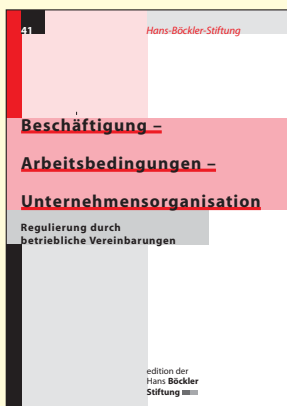 41
Hans-Böckler-Stiftung
Beschäftigung –
Arbeitsbedingungen –
Unternehmensorganisation
Regulierung durch
betriebliche Vereinbarungen
edition der
Hans Böckler
Stiftung